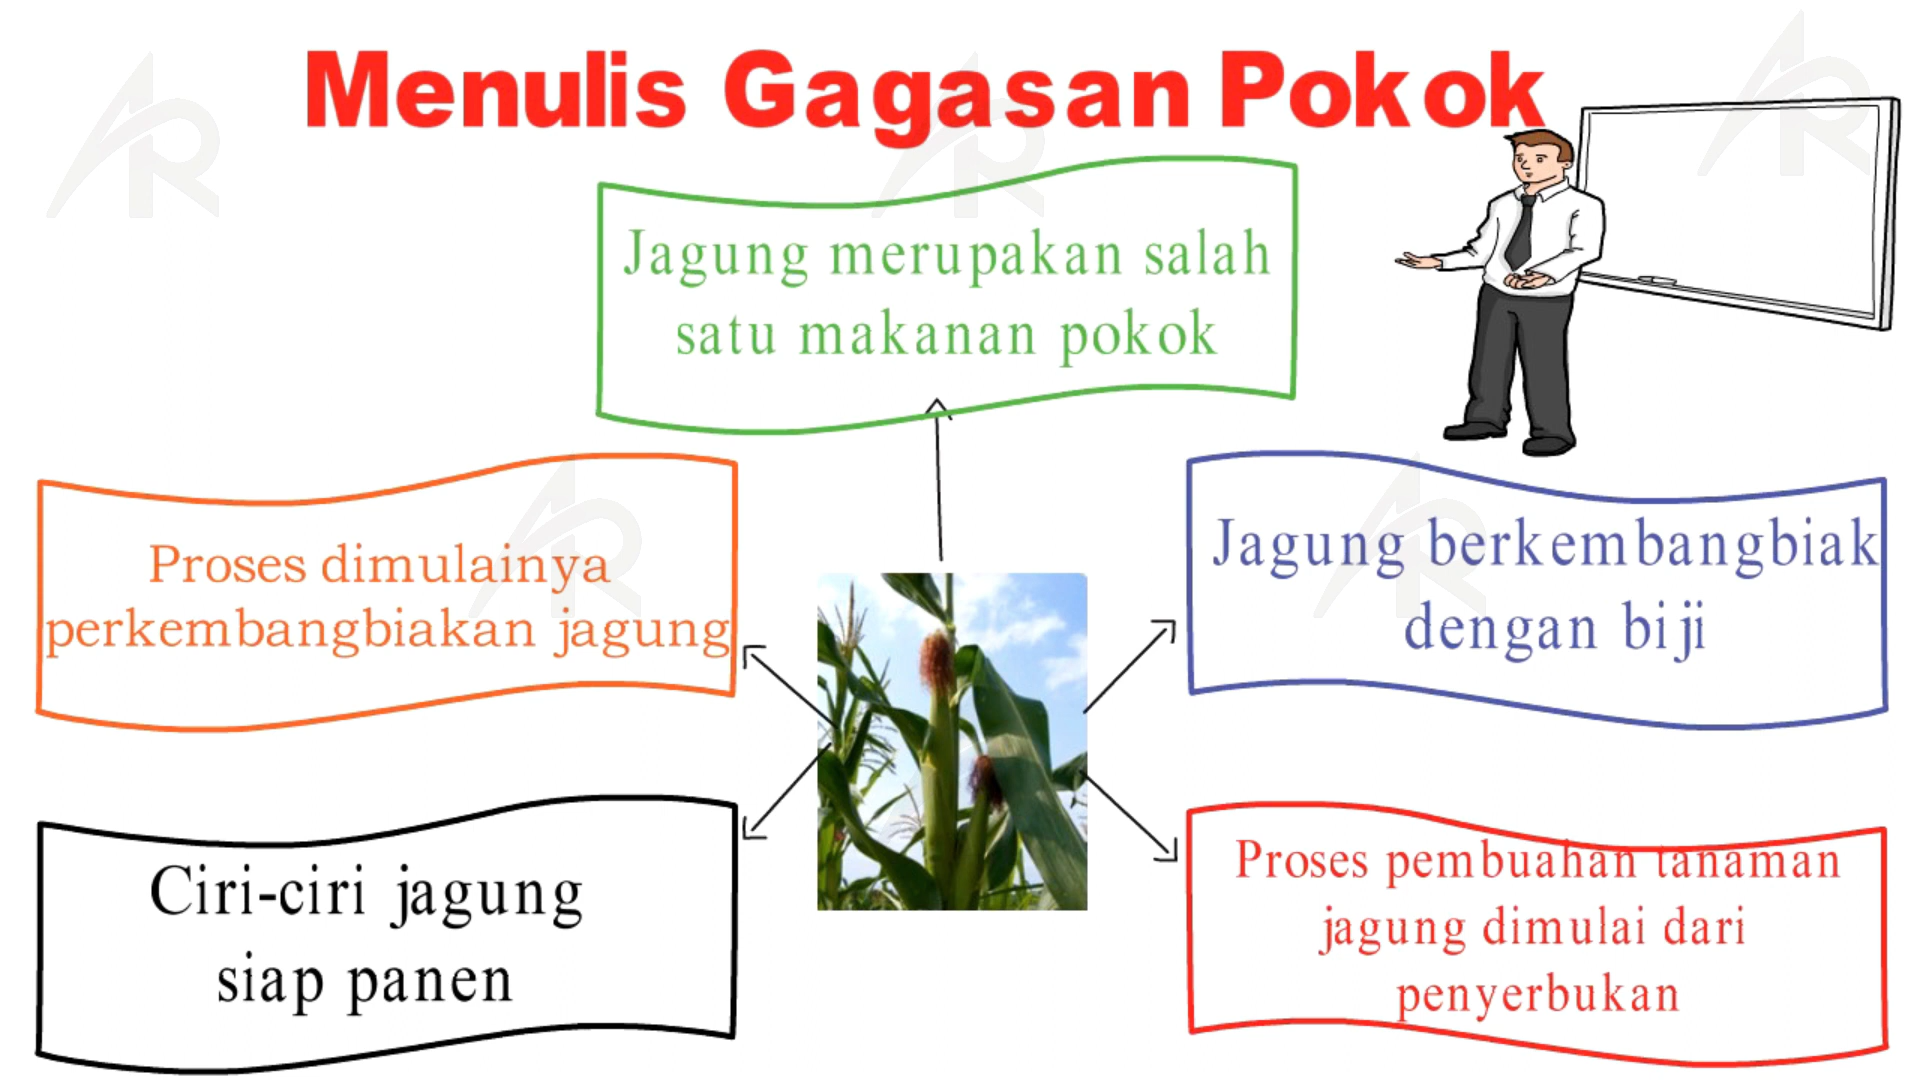 Menulis Gagasan Pokok
Jagung merupakan salah
satu makanan pokok
Proses dimulainya
perkembangbiakan jagung
Jagung berkembangbiak
dengan biji
Ciri-ciri jagung
siap panen
Proses pembuahan tanaman
jagung dimulai dari
penyerbukan